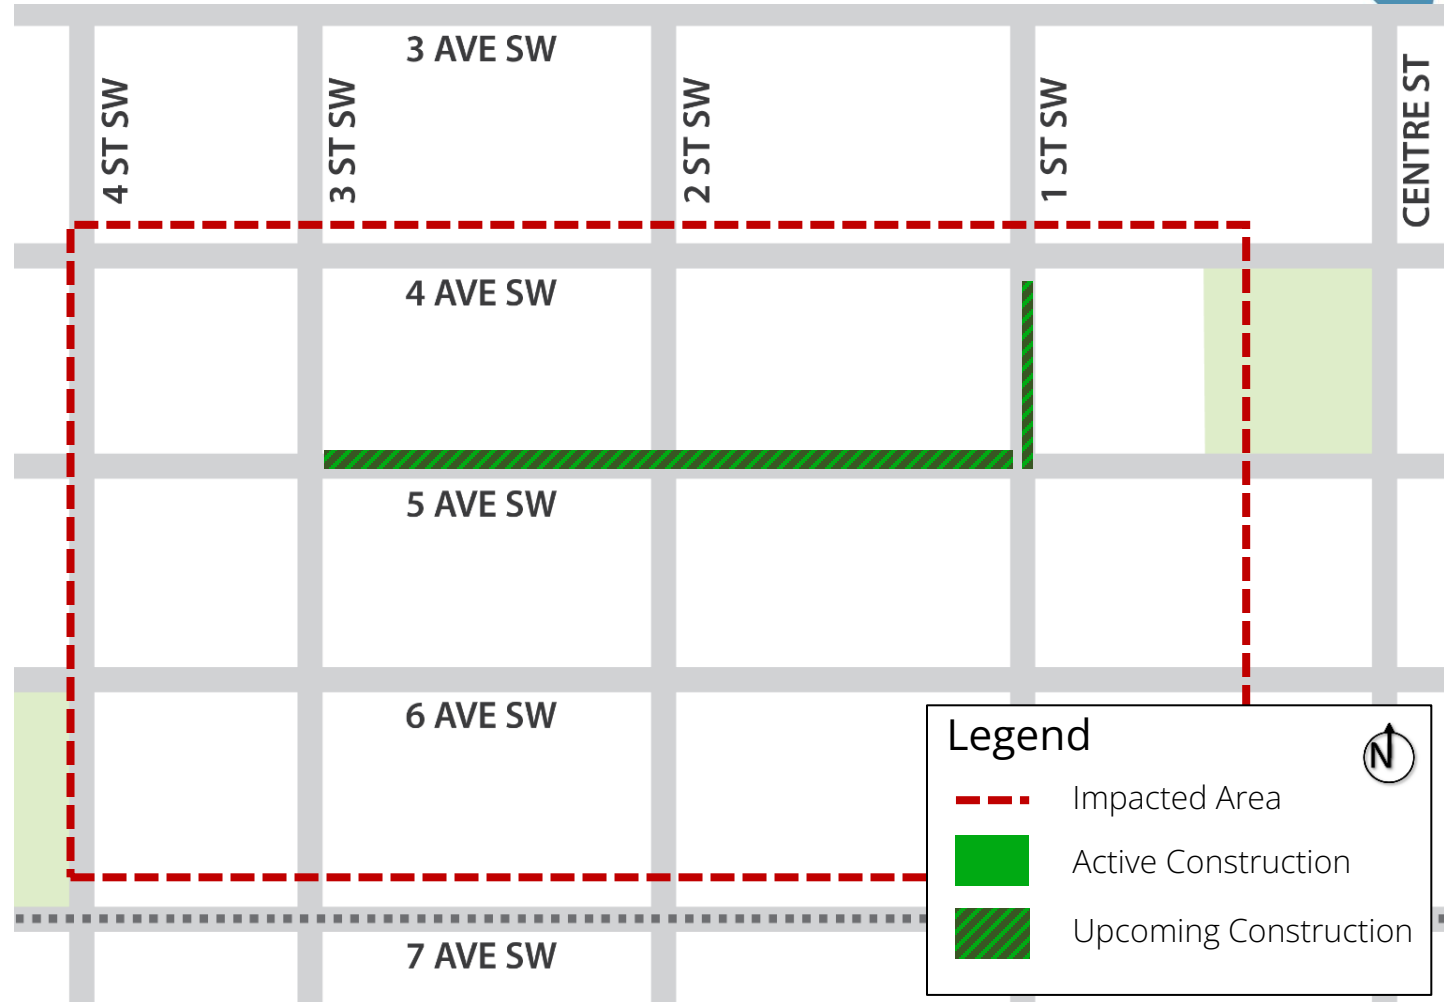 3 AVE SW
4 ST SW
3 ST SW
2 ST SW
1 ST SW
CENTRE ST
4 AVE SW
5 AVE SW
6 AVE SW
7 AVE SW
Legend
N
Impacted Area
Active Construction
Upcoming Construction